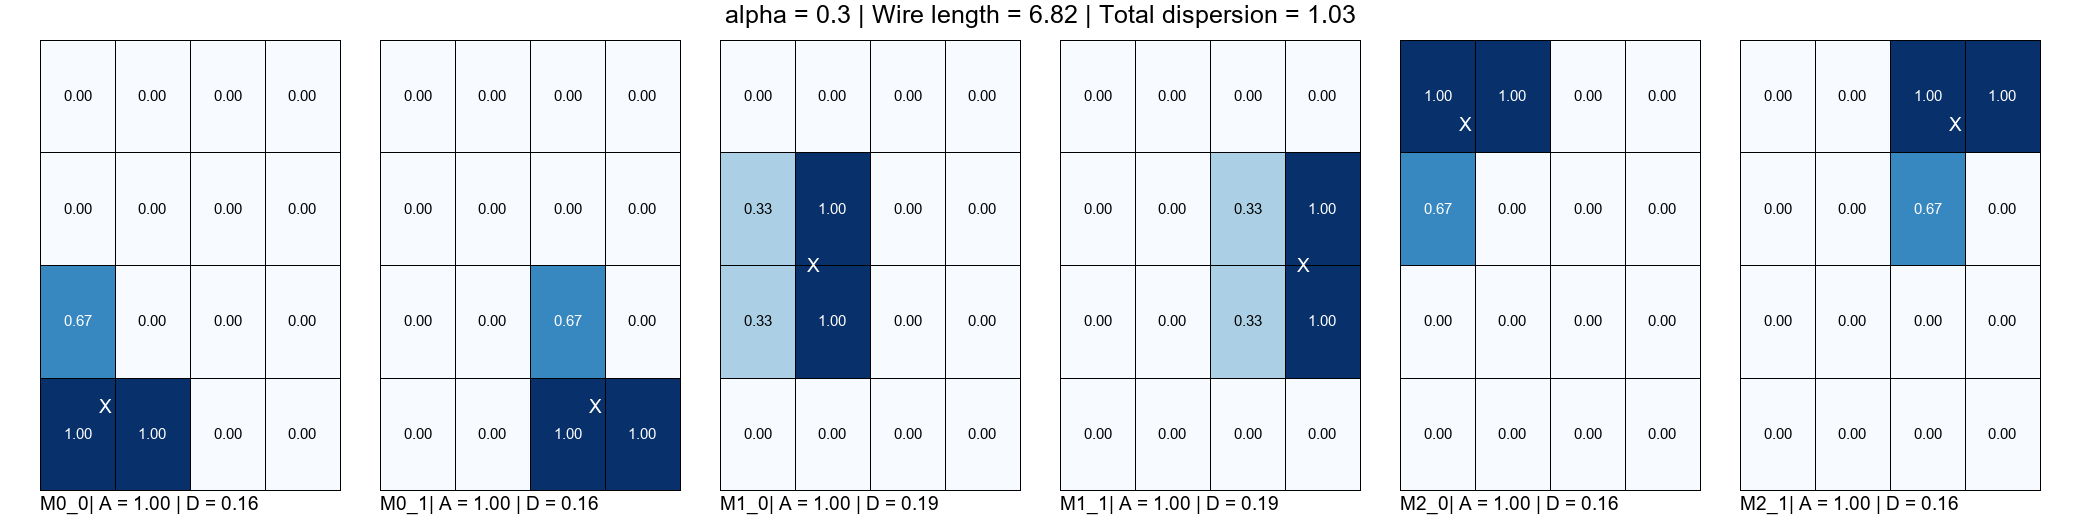 alpha = 0.3 | Wire length = 6.82 | Total dispersion = 1.03
0.00 0.00 0.00 0.00
0.00 0.00 0.00 0.00
0.67 0.00 0.00 0.00
X
1.00 1.00 0.00 0.00
M0_0| A = 1.00 | D = 0.16
0.00 0.00 0.00 0.00
0.00 0.00 0.00 0.00
0.00 0.00 0.67 0.00
X
0.00 0.00 1.00 1.00
M0_1| A = 1.00 | D = 0.16
0.00 0.00 0.00 0.00
0.33 1.00 0.00 0.00
X
0.33 1.00 0.00 0.00
0.00 0.00 0.00 0.00
M1_0| A = 1.00 | D = 0.19
0.00 0.00 0.00 0.00
0.00 0.00 0.33 1.00
X
0.00 0.00 0.33 1.00
0.00 0.00 0.00 0.00
M1_1| A = 1.00 | D = 0.19
1.00 1.00 0.00 0.00
X
0.67 0.00 0.00 0.00
0.00 0.00 0.00 0.00
0.00 0.00 0.00 0.00
M2_0| A = 1.00 | D = 0.16
0.00 0.00 1.00 1.00
X
0.00 0.00 0.67 0.00
0.00 0.00 0.00 0.00
0.00 0.00 0.00 0.00
M2_1| A = 1.00 | D = 0.16